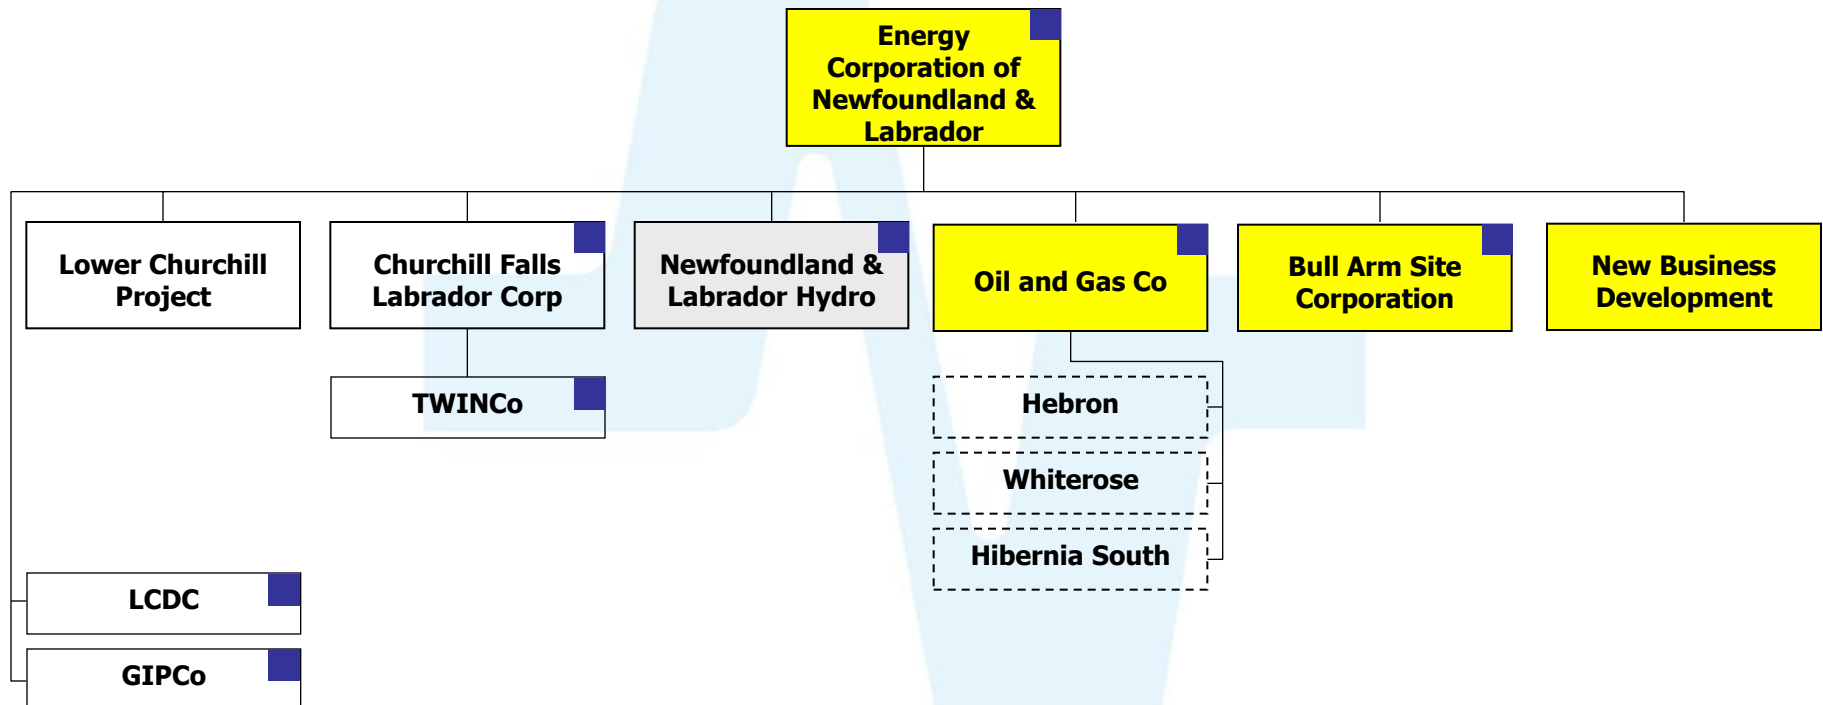 Energy
Corporation of
Newfoundland &
Labrador
Lower Churchill
Project
Churchill Falls
Labrador Corp
Newfoundland &
Labrador Hydro
Oil and Gas Co
Bull Arm Site
Corporation
New Business
Development
TWINCo
Hebron
Whiterose
Hibernia South
LCDC
GIPCo